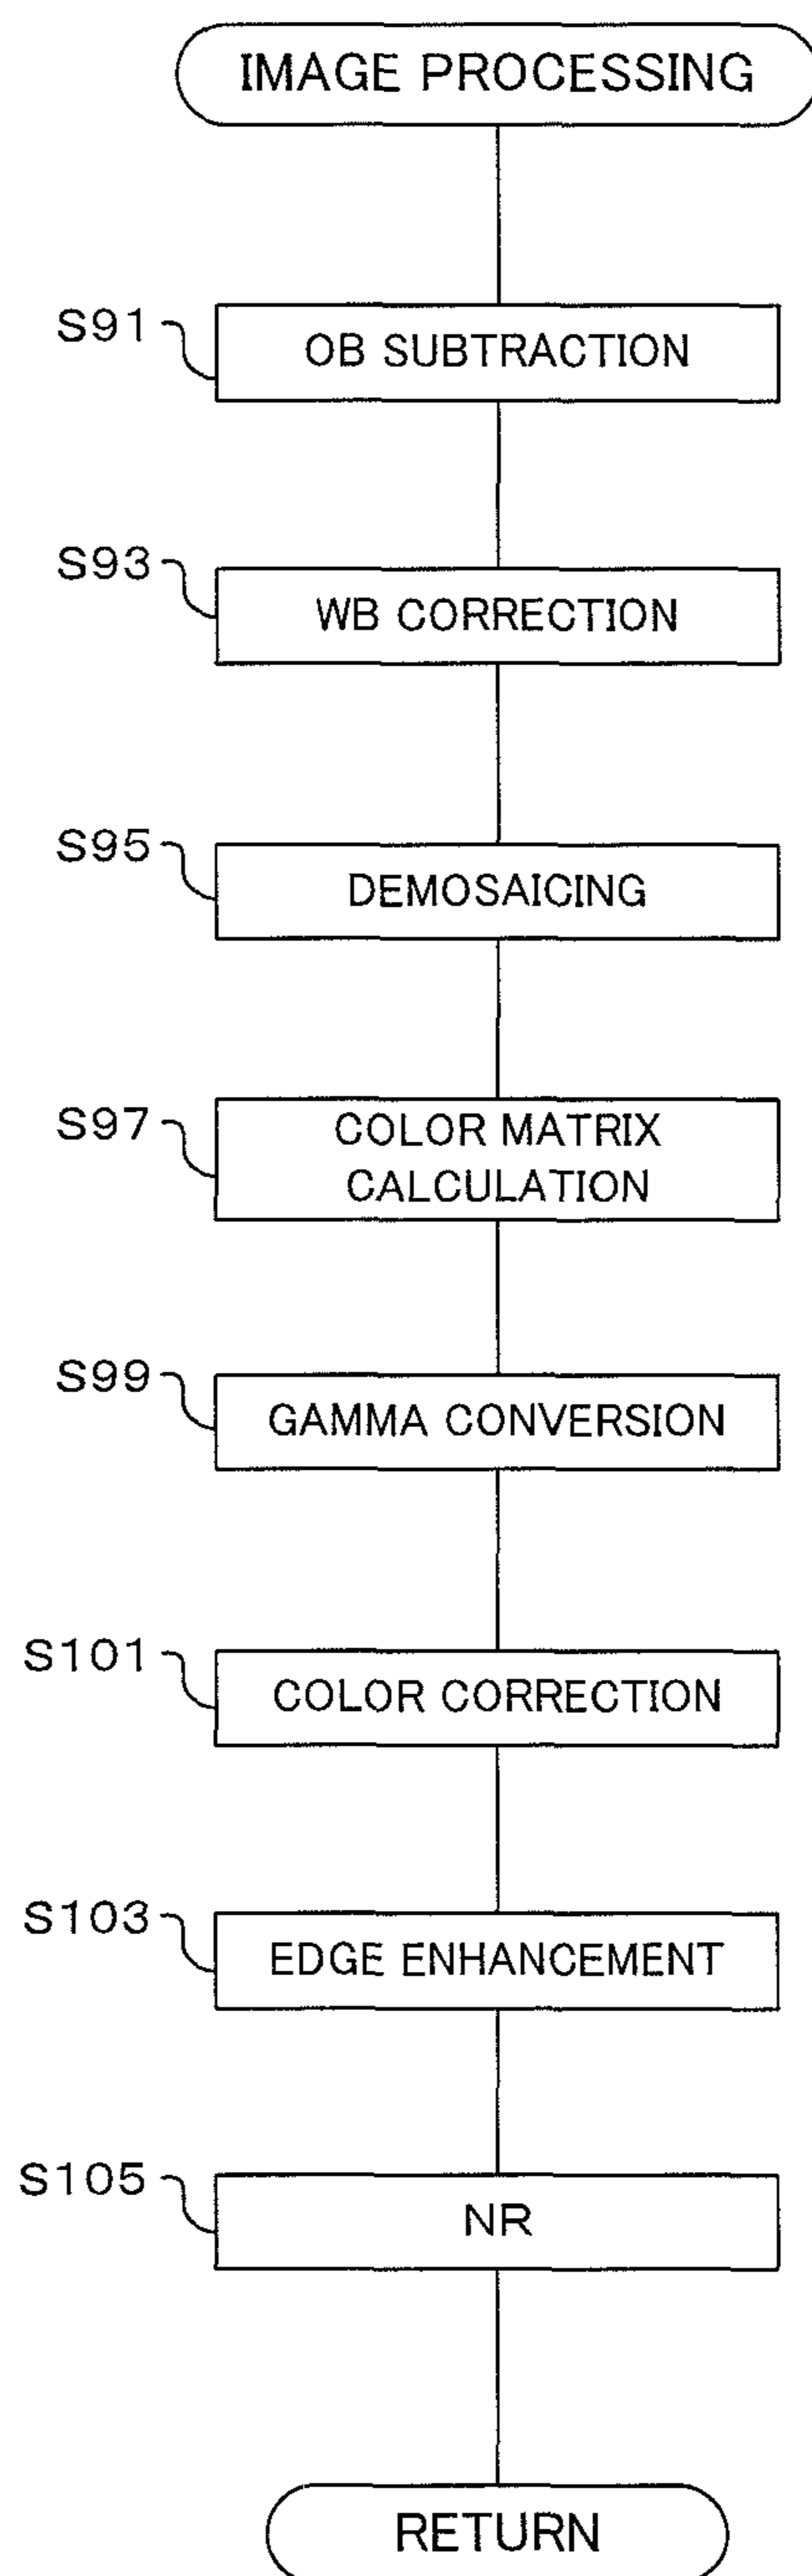 IMAGE PROCESSING
S91
OB SUBTRACTION
S93
WB CORRECTION
S95
DEMOSAICING
S97
COLOR MATRIX
CALCULATION
S99
GAMMA CONVERSION
S101
COLOR CORRECTION
S103
EDGE ENHANCEMENT
S105
NR
RETURN